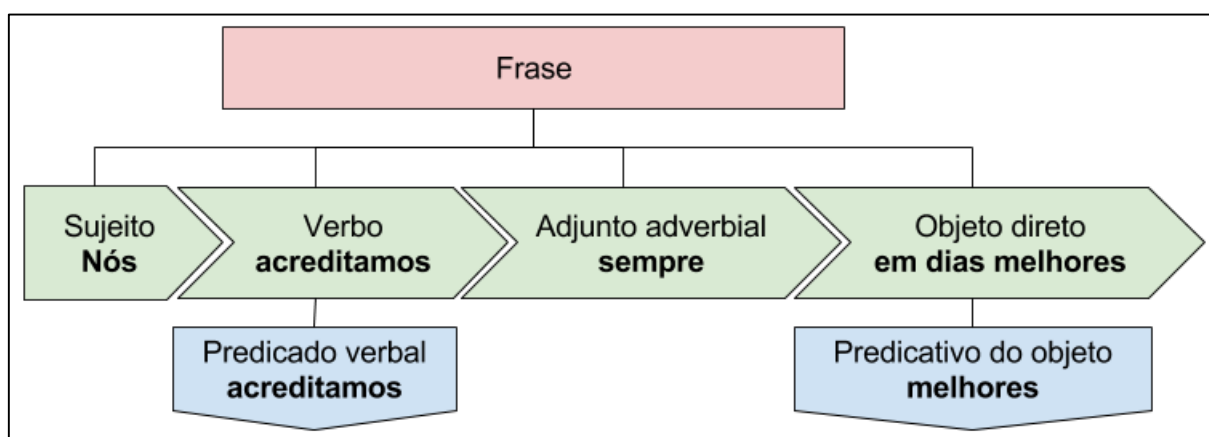 Frase
Sujeito
Nós
Verbo
acreditamos
Adjunto adverbial
sempre
Objeto direto
em dias melhores
Predicado verbal
acreditamos
Predicativo do objeto
melhores